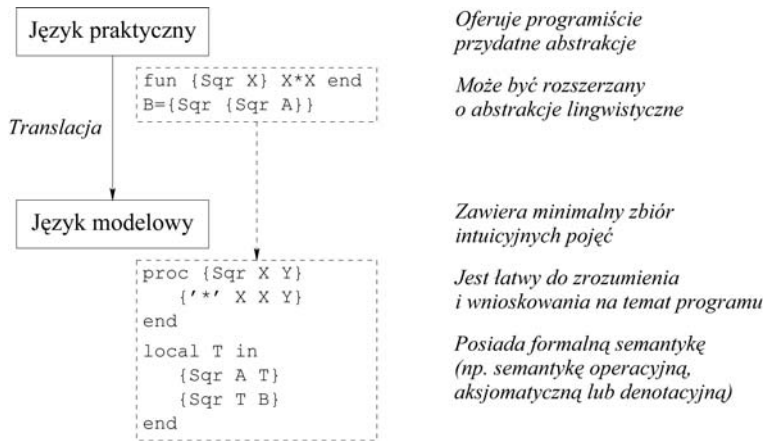 Język praktyczny
Oferuje programiście
przydatne abstrakcje
fun {Sqr X} X*X end
B={Sqr {Sqr A}}
Może być rozszerzany
o abstrakcje lingwistyczne
Translacja
Język modelowy
Zawiera minimalny zbiór
intuicyjnych pojęć
proc {Sqr X Y}
{'*' X X Y}
end
Jest łatwy do zrozumienia
i wnioskowania na temat programu
local T in
{Sqr A T}
{Sqr T B}
end
Posiada formalną semantykę
(np. semantykę operacyjną,
aksjomatyczną lub denotacyjną)